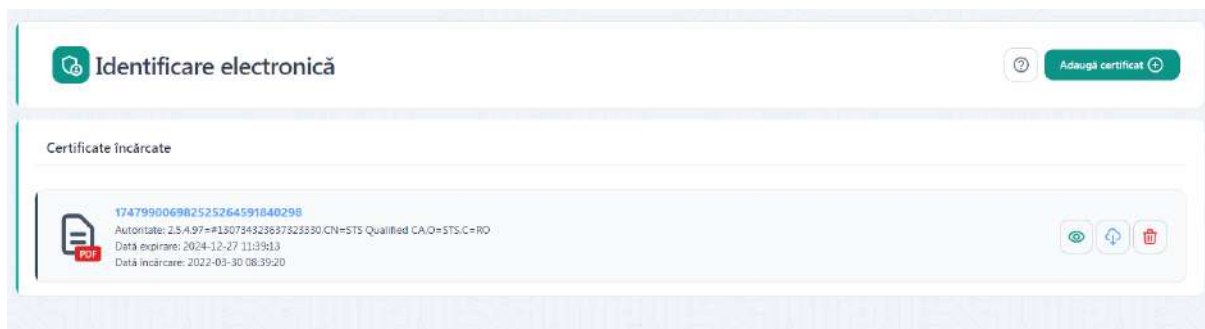 Identificare electronică
Adaugă certificat
Certificate încărcate
174799006982525264591840298
Autoritate: 2.5.4.97=#130734323637323330,CN=STS Qualified CA,O=STS,C=RO
Dată expirare: 2024-12-27 11:39:13
Dată încărcare: 2022-03-30 08:39:20
PDF